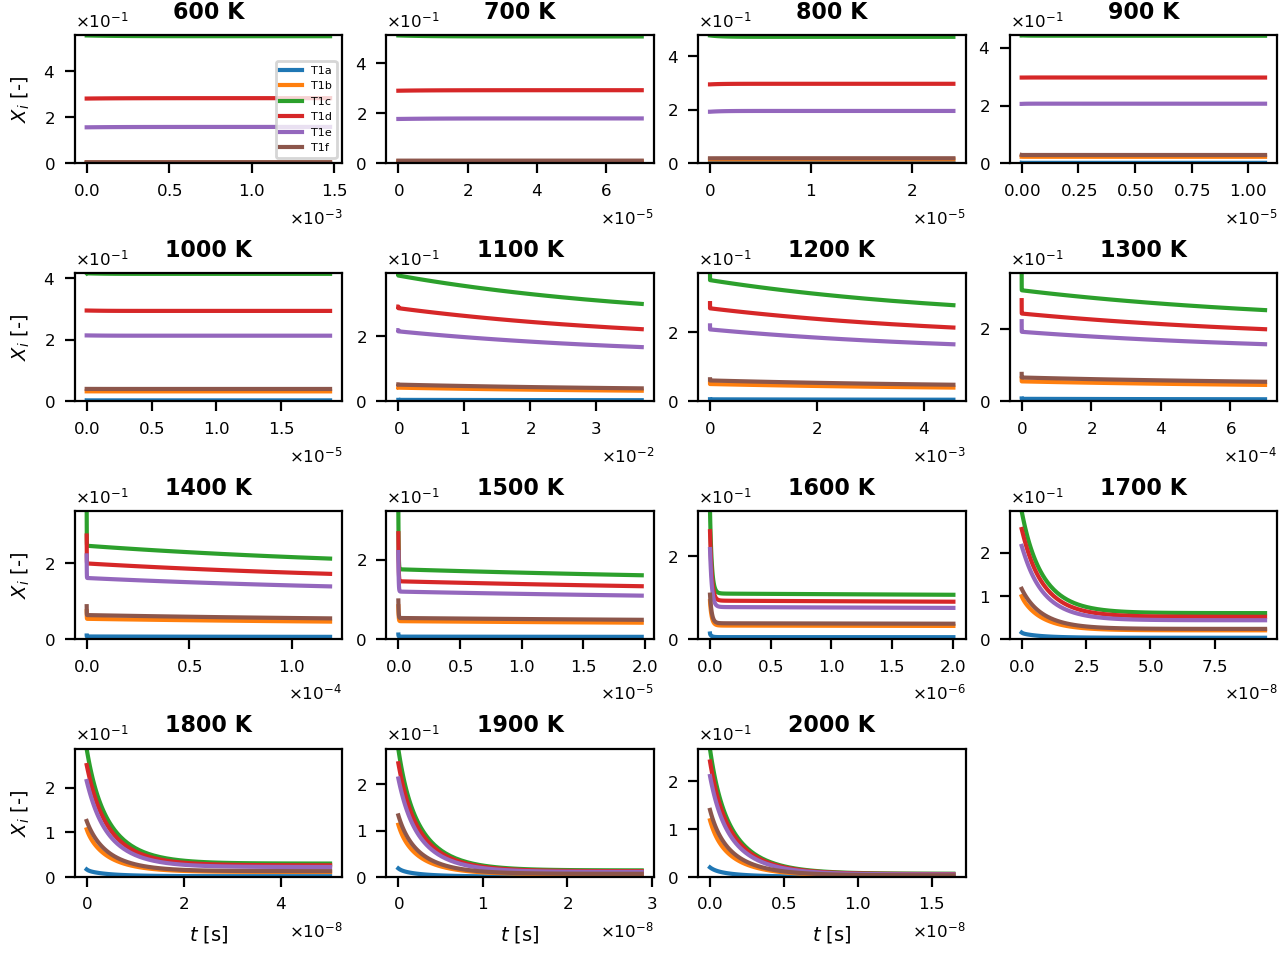 600 K 700 K 800 K 900 K
×10⁻¹ ×10⁻¹ ×10⁻¹ ×10⁻¹
X_i [-]
4
2
0
T1a
T1b
T1c
T1d
T1e
T1f
0.0 0.5 1.0 1.5
×10⁻³
4
2
0
0 2 4 6
×10⁻⁵
4
2
0
0 1 2
×10⁻⁵
4
2
0
0.00 0.25 0.50 0.75 1.00
×10⁻⁵
1000 K 1100 K 1200 K 1300 K
×10⁻¹ ×10⁻¹ ×10⁻¹ ×10⁻¹
X_i [-]
4
2
0
0.0 0.5 1.0 1.5
×10⁻⁵
2
0
0 1 2 3
×10⁻²
2
0
0 2 4
×10⁻³
2
0
0 2 4 6
×10⁻⁴
1400 K 1500 K 1600 K 1700 K
×10⁻¹ ×10⁻¹ ×10⁻¹ ×10⁻¹
X_i [-]
2
0
0.0 0.5 1.0
×10⁻⁴
2
0
0.0 0.5 1.0 1.5 2.0
×10⁻⁵
2
0
0.0 0.5 1.0 1.5 2.0
×10⁻⁶
2
1
0
0.0 2.5 5.0 7.5
×10⁻⁸
1800 K 1900 K 2000 K
×10⁻¹ ×10⁻¹ ×10⁻¹
X_i [-]
2
1
0
0 2 4
×10⁻⁸
t [s]
2
1
0
0 1 2 3
×10⁻⁸
t [s]
2
1
0
0.0 0.5 1.0 1.5
×10⁻⁸
t [s]